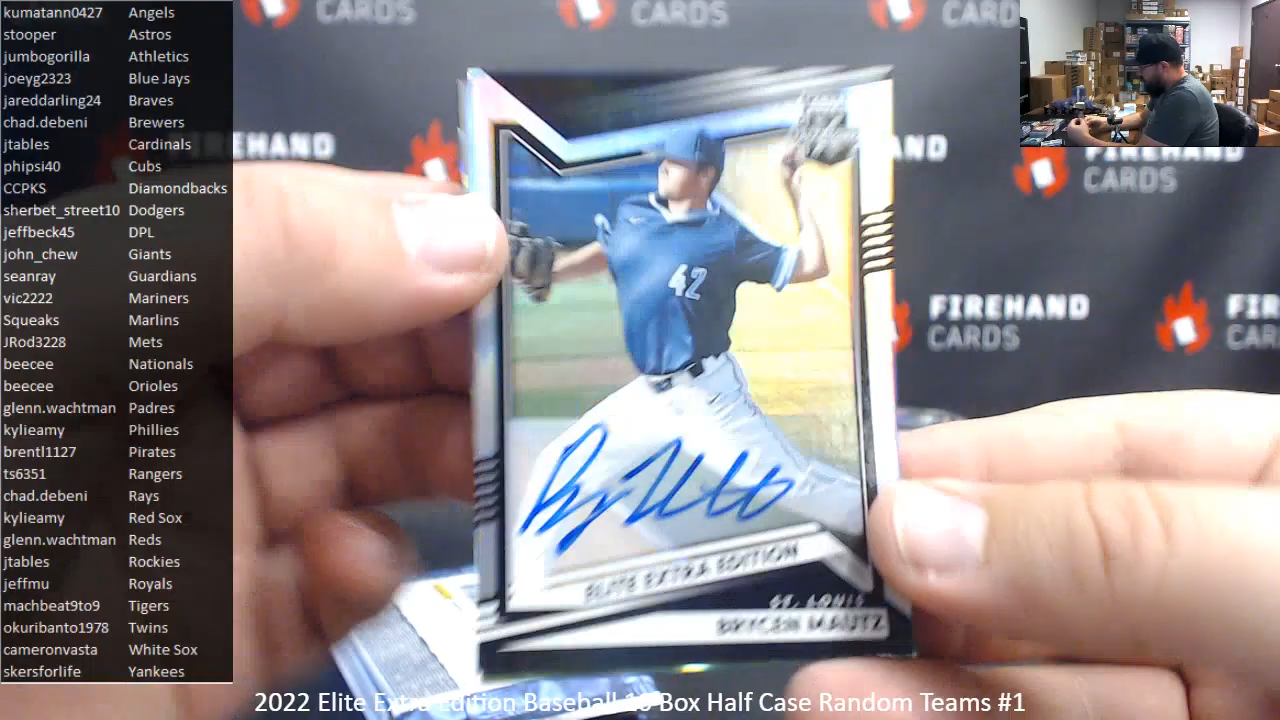 kumatann0427 Angels
stooper Astros
jumbogorilla Athletics
joeyg2323 Blue Jays
jareddarling24 Braves
chad.debeni Brewers
jtables Cardinals
phipsi40 Cubs
CCPKS Diamondbacks
sherbet_street10 Dodgers
jeffbeck45 DPL
john_chew Giants
seanray Guardians
vic2222 Mariners
Squeaks Marlins
JRod3228 Mets
beecee Nationals
beecee Orioles
glenn.wachtman Padres
kylieamy Phillies
brentl1127 Pirates
ts6351 Rangers
chad.debeni Rays
kylieamy Red Sox
glenn.wachtman Reds
jtables Rockies
jeffmu Royals
machbeat9to9 Tigers
okuribanto1978 Twins
cameronvasta White Sox
skersforlife Yankees
CARDS
CARDS
CARD
FIREHAND
CARDS
FIREHAND
CARDS
FIR
CAR
42
ELITE EXTRA EDITION
ST. LOUIS
BRYCEN MAUTZ
2022 Elite Extra Edition Baseball 10 Box Half Case Random Teams #1